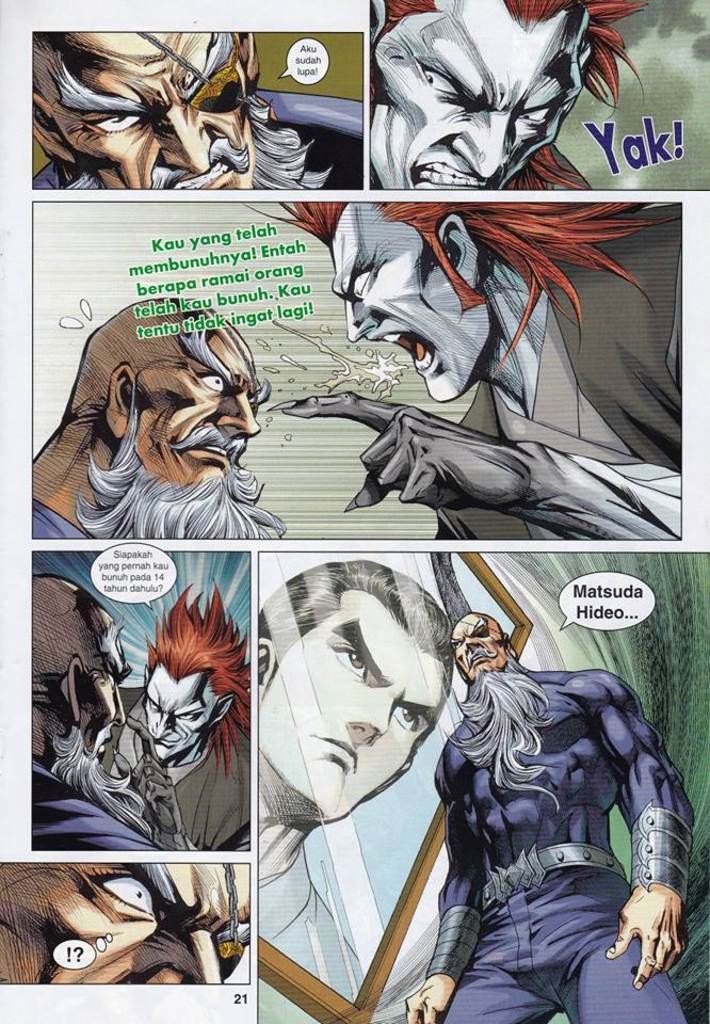 Aku
sudah
lupa!
Yak!
Kau yang telah
membunuhnya! Entah
berapa ramai orang
telah kau bunuh. Kau
tentu tidak ingat lagi!
Siapakah
yang pernah kau
bunuh pada 14
tahun dahulu?
Matsuda
Hideo...
!?
21